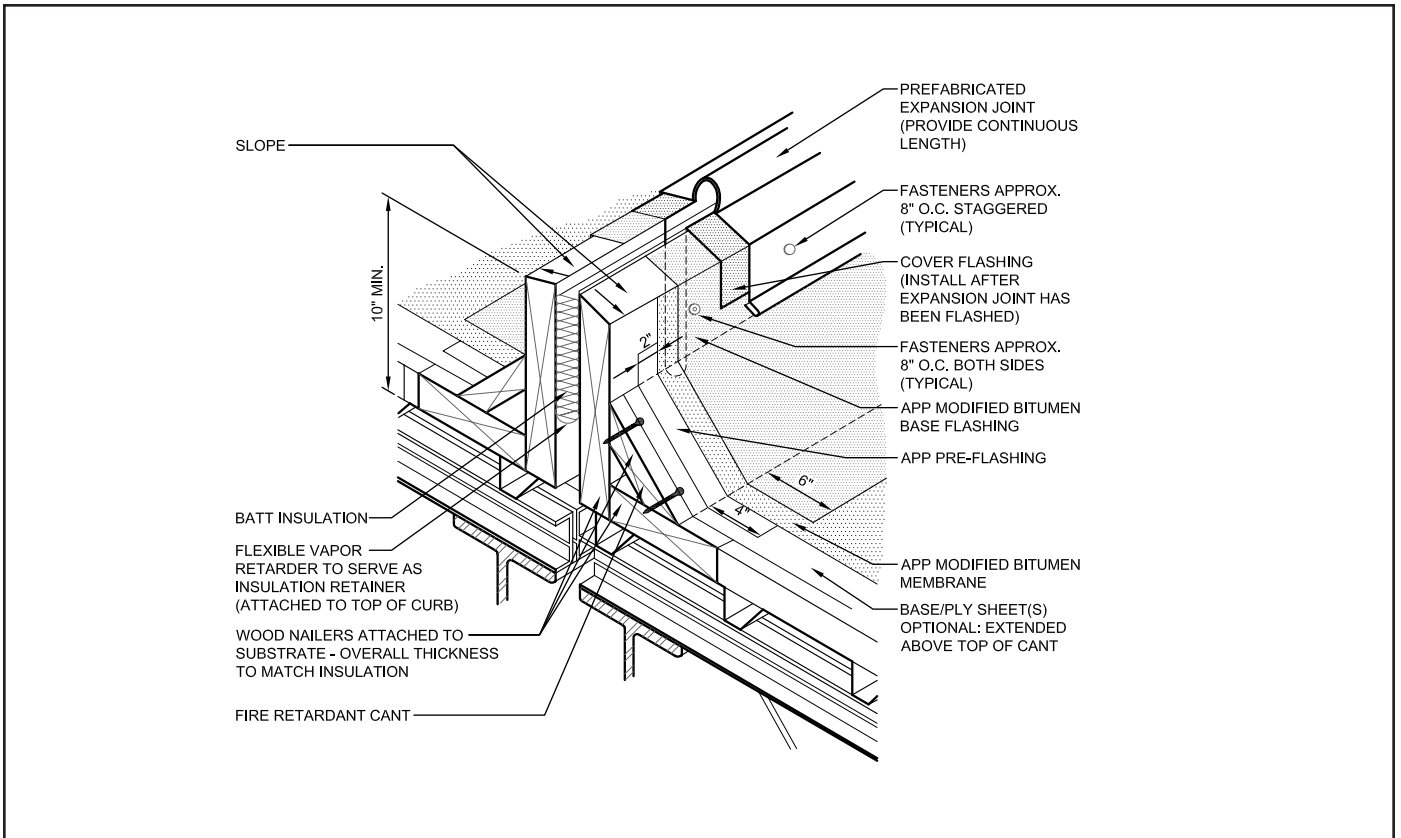 SLOPE
10" MIN.
BATT INSULATION
FLEXIBLE VAPOR
RETARDER TO SERVE AS
INSULATION RETAINER
(ATTACHED TO TOP OF CURB)
WOOD NAILERS ATTACHED TO
SUBSTRATE - OVERALL THICKNESS
TO MATCH INSULATION
FIRE RETARDANT CANT
2"
4"
6"
PREFABRICATED
EXPANSION JOINT
(PROVIDE CONTINUOUS
LENGTH)
FASTENERS APPROX.
8" O.C. STAGGERED
(TYPICAL)
COVER FLASHING
(INSTALL AFTER
EXPANSION JOINT HAS
BEEN FLASHED)
FASTENERS APPROX.
8" O.C. BOTH SIDES
(TYPICAL)
APP MODIFIED BITUMEN
BASE FLASHING
APP PRE-FLASHING
APP MODIFIED BITUMEN
MEMBRANE
BASE/PLY SHEET(S)
OPTIONAL: EXTENDED
ABOVE TOP OF CANT